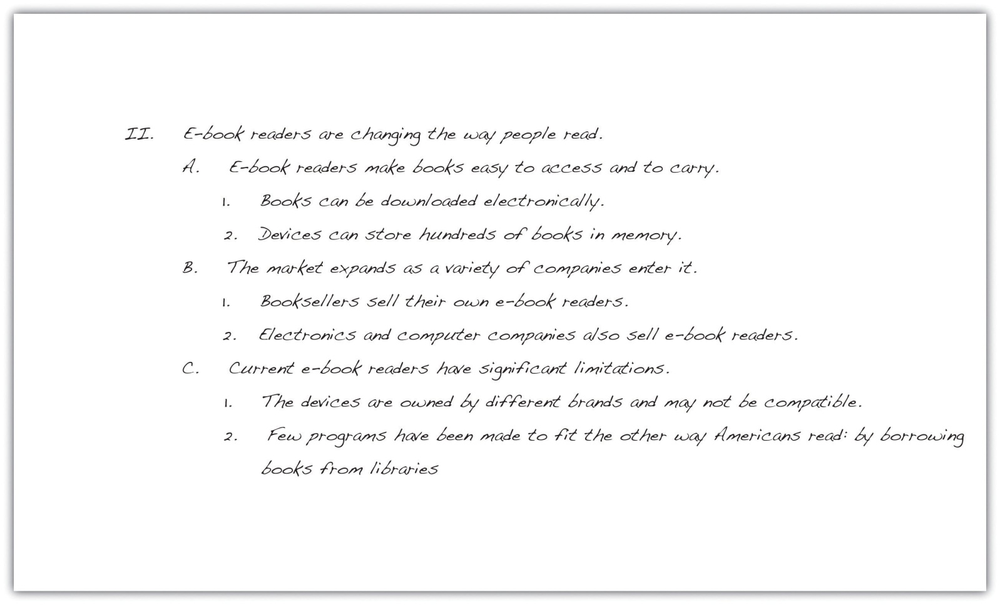 II. E-book readers are changing the way people read.
A. E-book readers make books easy to access and to carry.
1. Books can be downloaded electronically.
2. Devices can store hundreds of books in memory.
B. The market expands as a variety of companies enter it.
1. Booksellers sell their own e-book readers.
2. Electronics and computer companies also sell e-book readers.
C. Current e-book readers have significant limitations.
1. The devices are owned by different brands and may not be compatible.
2. Few programs have been made to fit the other way Americans read: by borrowing
books from libraries